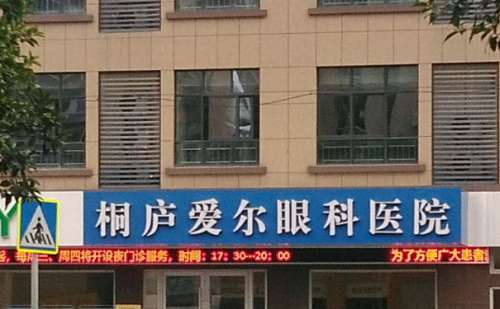 桐庐爱尔眼科医院
周四将开设夜门诊服务，时间：17：30--20：00
为了方便广大患者